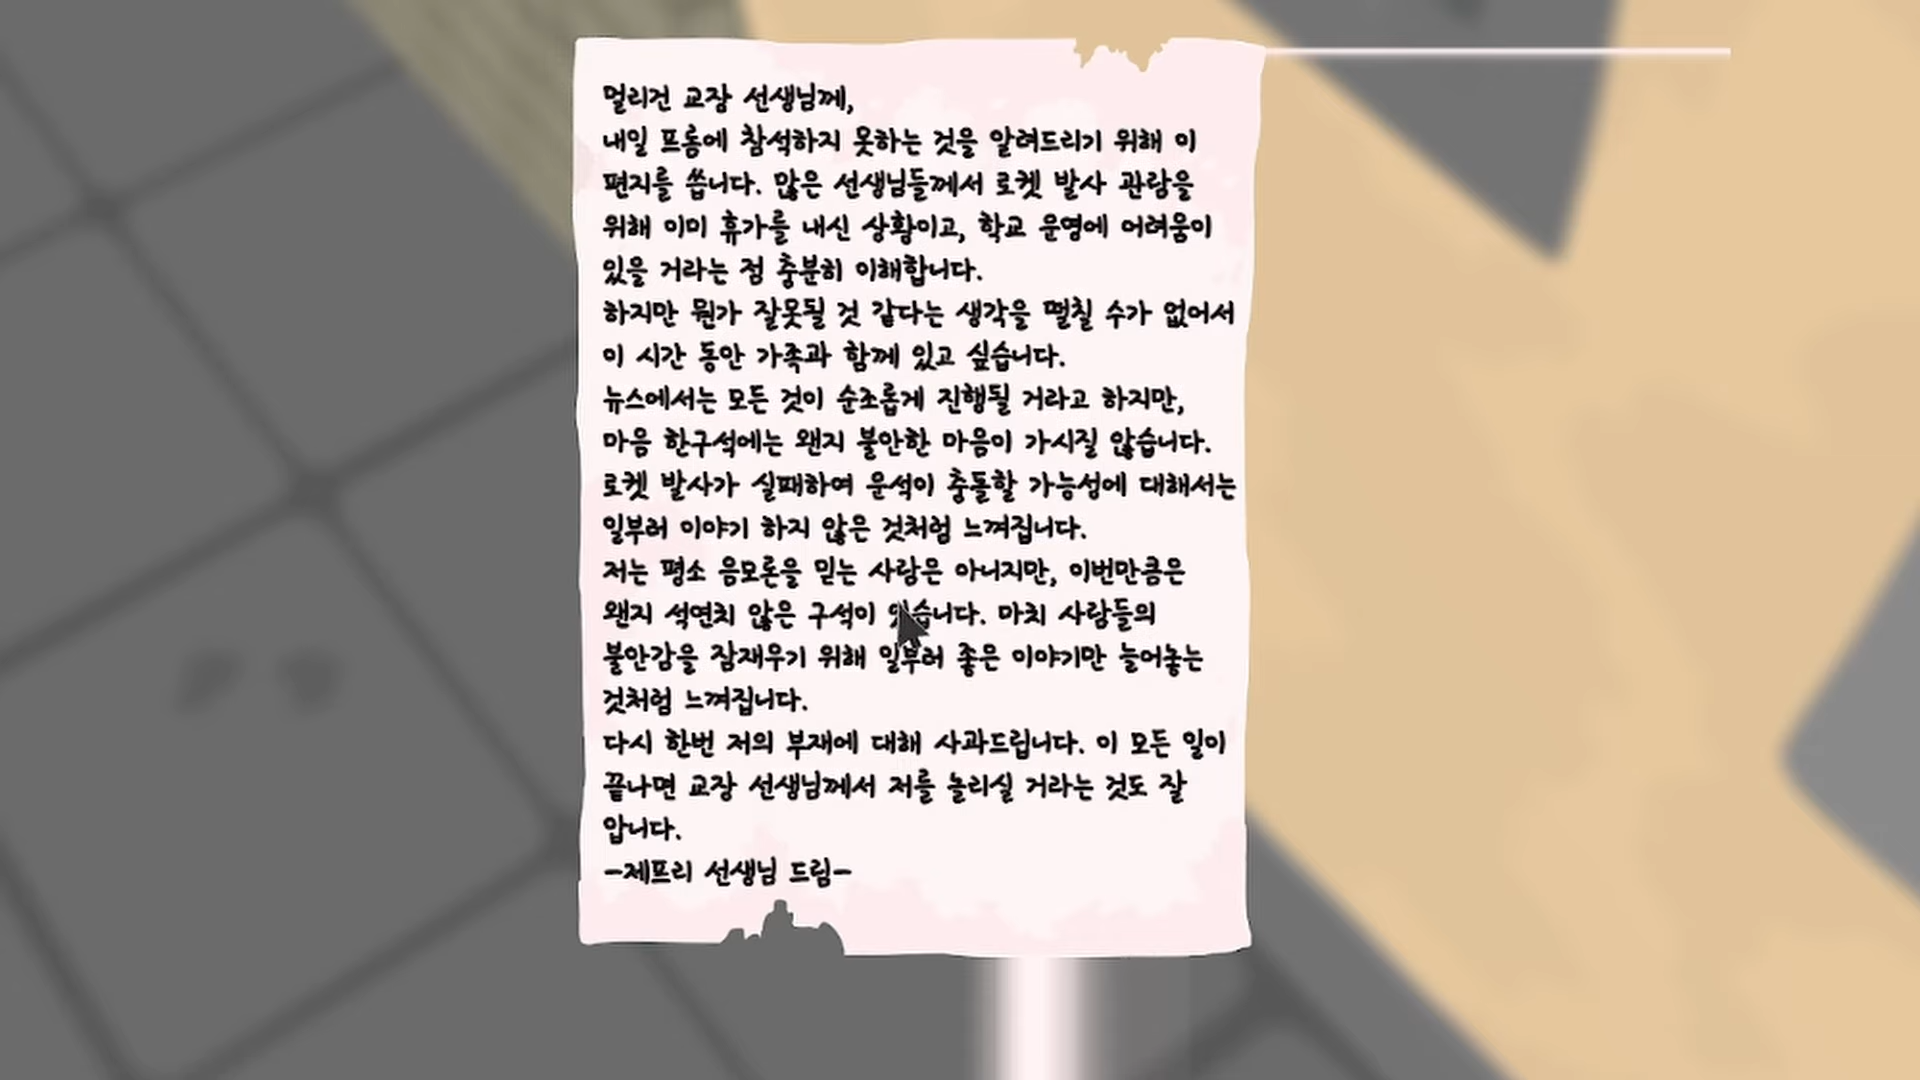 멀리건 교장 선생님께,
내일 프롬에 참석하지 못하는 것을 알려드리기 위해 이
편지를 씁니다. 많은 선생님들께서 로켓 발사 관람을
위해 이미 휴가를 내신 상황이고, 학교 운영에 어려움이
있을 거라는 점 충분히 이해합니다.
하지만 뭔가 잘못될 것 같다는 생각을 떨칠 수가 없어서
이 시간 동안 가족과 함께 있고 싶습니다.
뉴스에서는 모든 것이 순조롭게 진행될 거라고 하지만,
마음 한구석에는 왠지 불안한 마음이 가시질 않습니다.
로켓 발사가 실패하여 운석이 충돌할 가능성에 대해서는
일부러 이야기 하지 않은 것처럼 느껴집니다.
저는 평소 음모론을 믿는 사람은 아니지만, 이번만큼은
왠지 석연치 않은 구석이 있습니다. 마치 사람들의
불안감을 잠재우기 위해 일부러 좋은 이야기만 늘어놓는
것처럼 느껴집니다.
다시 한번 저의 부재에 대해 사과드립니다. 이 모든 일이
끝나면 교장 선생님께서 저를 놀리실 거라는 것도 잘
압니다.
-제프리 선생님 드림-